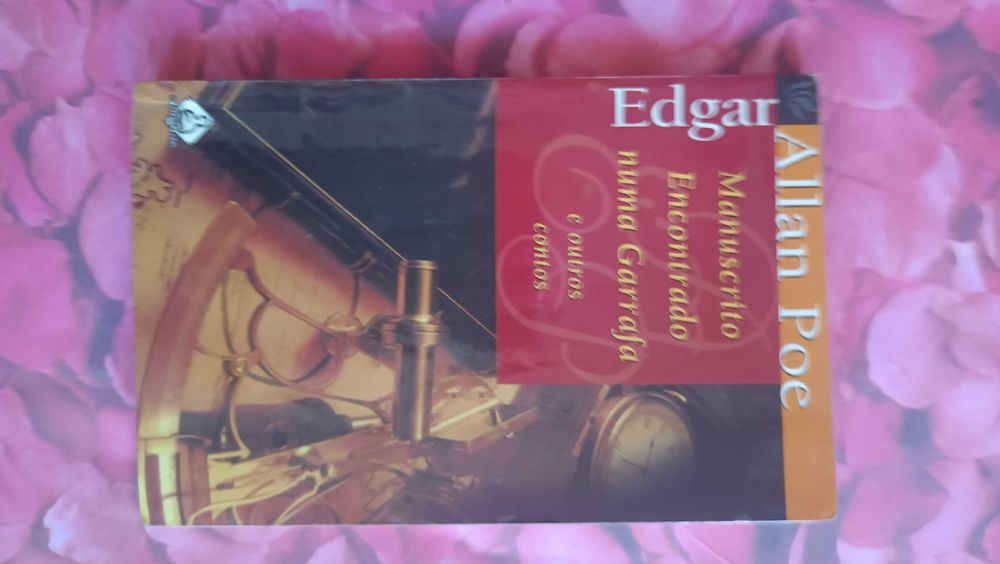 Edgar
Allan Poe
Manuscrito
Encontrado
numa Garrafa
e outros
contos